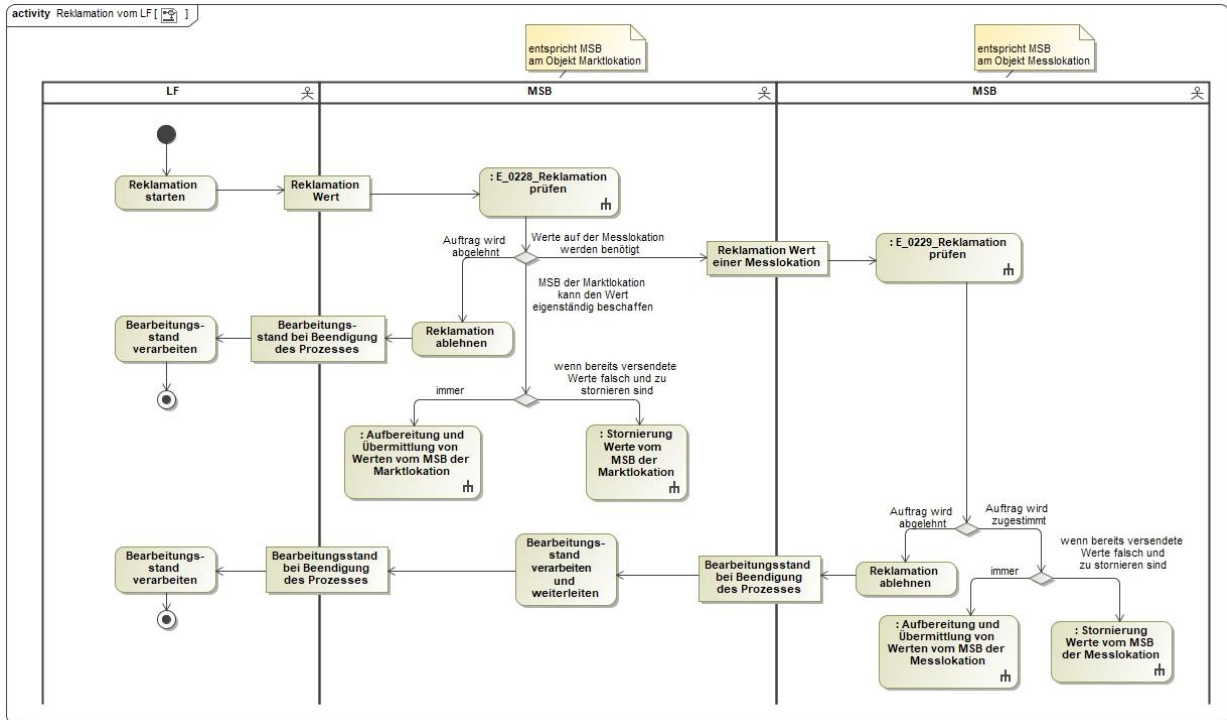 activity Reklamation vom LF [ ]
entspricht MSB
am Objekt Marktlokation
entspricht MSB
am Objekt Messlokation
LF
MSB
MSB
Reklamation
starten
Reklamation
Wert
: E_0228_Reklamation
prüfen
Auftrag wird
abgelehnt
Werte auf der Messlokation
werden benötigt
Reklamation Wert
einer Messlokation
: E_0229_Reklamation
prüfen
MSB der Marktlokation
kann den Wert
eigenständig beschaffen
Bearbeitungs-
stand
verarbeiten
Bearbeitungs-
stand bei Beendigung
des Prozesses
Reklamation
ablehnen
immer
wenn bereits versendete
Werte falsch und zu
stornieren sind
: Aufbereitung und
Übermittlung von
Werten vom MSB der
Marktlokation
: Stornierung
Werte vom
MSB der
Marktlokation
Auftrag wird
abgelehnt
Auftrag wird
zugestimmt
Bearbeitungs-
stand
verarbeiten
Bearbeitungsstand
bei Beendigung
des Prozesses
Bearbeitungs-
stand
verarbeiten
und
weiterleiten
Bearbeitungsstand
bei Beendigung
des Prozesses
Reklamation
ablehnen
immer
wenn bereits versendete
Werte falsch und
zu stornieren sind
: Aufbereitung und
Übermittlung von
Werten vom MSB der
Messlokation
: Stornierung
Werte vom MSB
der Messlokation